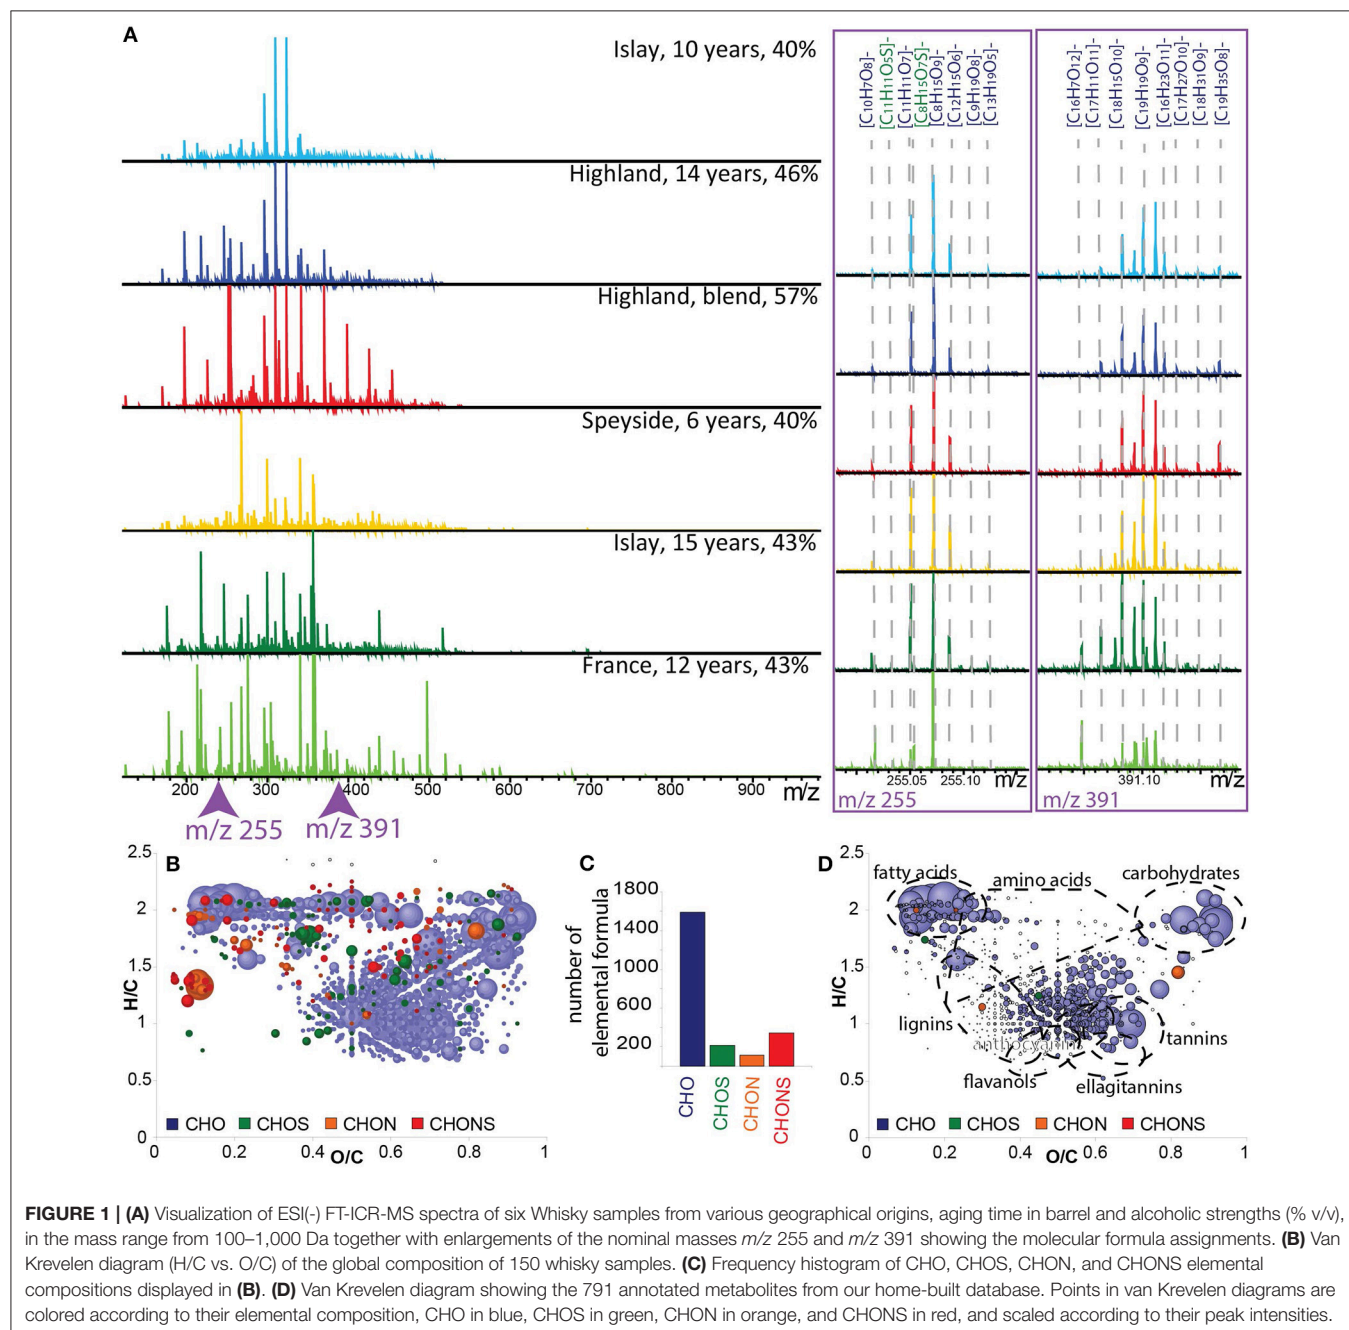 A
Islay, 10 years, 40%
Highland, 14 years, 46%
Highland, blend, 57%
Speyside, 6 years, 40%
Islay, 15 years, 43%
France, 12 years, 43%
200 300 400 500 600 700 800 900 m/z
m/z 255 m/z 391
[C10H7O8]-
[C11H11O5S]-
[C11H11O7]-
[C8H15O7S]-
[C8H15O9]-
[C12H15O6]-
[C9H19O8]-
[C13H19O5]-
255.05 255.10 m/z
m/z 255
[C16H7O12]-
[C17H11O11]-
[C18H15O10]-
[C19H19O9]-
[C16H23O11]-
[C17H27O10]-
[C18H31O9]-
[C19H35O8]-
391.10 m/z
m/z 391
B
2.5
2
1.5
1
0.5
0
H/C
CHO CHOS CHON CHONS
0 0.2 0.4 0.6 0.8 1
O/C
C
number of
elemental formula
1800
1400
1000
600
200
CHO
CHOS
CHON
CHONS
D
2.5
2
1.5
1
0.5
0
H/C
fatty acids
amino acids
carbohydrates
lignins
anthocyanins
tannins
flavanols
ellagitannins
CHO CHOS CHON CHONS
0 0.2 0.4 0.6 0.8 1
O/C
FIGURE 1 | (A) Visualization of ESI(-) FT-ICR-MS spectra of six Whisky samples from various geographical origins, aging time in barrel and alcoholic strengths (% v/v),
in the mass range from 100–1,000 Da together with enlargements of the nominal masses m/z 255 and m/z 391 showing the molecular formula assignments. (B) Van
Krevelen diagram (H/C vs. O/C) of the global composition of 150 whisky samples. (C) Frequency histogram of CHO, CHOS, CHON, and CHONS elemental
compositions displayed in (B). (D) Van Krevelen diagram showing the 791 annotated metabolites from our home-built database. Points in van Krevelen diagrams are
colored according to their elemental composition, CHO in blue, CHOS in green, CHON in orange, and CHONS in red, and scaled according to their peak intensities.